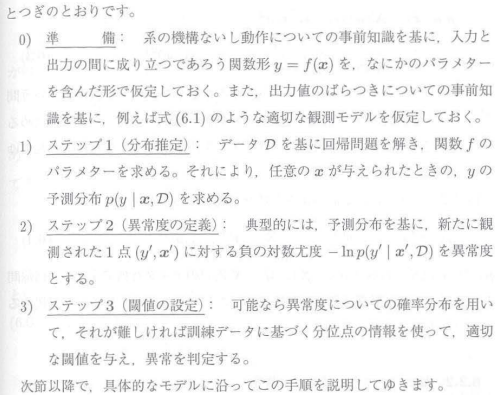 とつぎのとおりです。
0) 準　　備： 系の機構ないし動作についての事前知識を基に，入力と
出力の間に成り立つであろう関数形 y = f(x) を，なにかのパラメター
を含んだ形で仮定しておく。また，出力値のばらつきについての事前知
識を基に，例えば式 (6.1) のような適切な観測モデルを仮定しておく。
1) ステップ 1（分布推定）： データ D を基に回帰問題を解き，関数 f の
パラメターを求める。それにより，任意の x が与えられたときの，y の
予測分布 p(y | x, D) を求める。
2) ステップ 2（異常度の定義）： 典型的には，予測分布を基に，新たに観
測された 1 点 (y′, x′) に対する負の対数尤度 − ln p(y′ | x′, D) を異常度
とする。
3) ステップ 3（閾値の設定）： 可能なら異常度についての確率分布を用い
て，それが難しければ訓練データに基づく分位点の情報を使って，適切
な閾値を与え，異常を判定する。
次節以降で，具体的なモデルに沿ってこの手順を説明してゆきます。